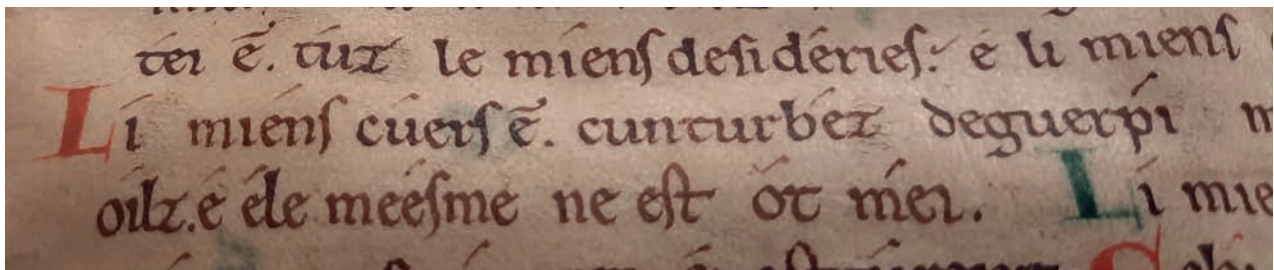 tei ē. tuz le miens desideries: e li miens
Li miens cuers ē. cunturbez deguerpi m
oilz. e ele meesme ne est ot mei. Li mie